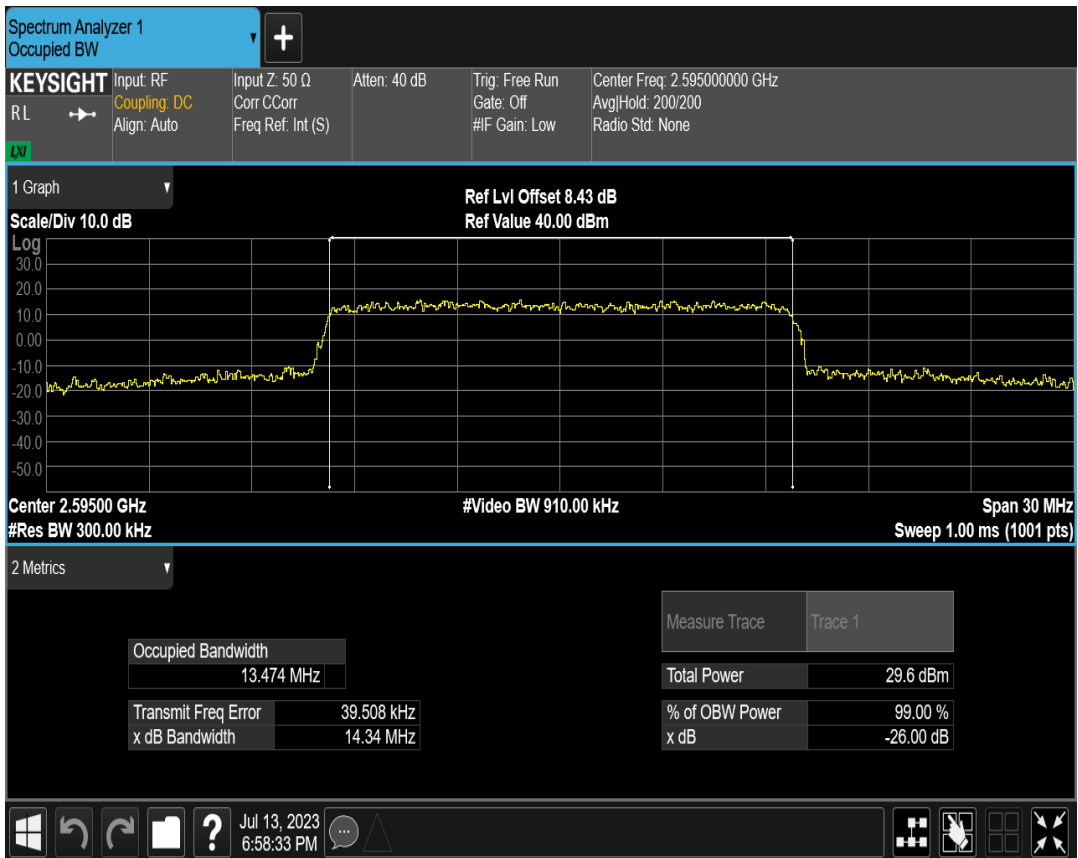 Spectrum Analyzer 1
Occupied BW
+
KEYSIGHT
RL
LXI
Input: RF
Coupling: DC
Align: Auto
Input Z: 50 Ω
Corr CCorr
Freq Ref: Int (S)
Atten: 40 dB
Trig: Free Run
Gate: Off
#IF Gain: Low
Center Freq: 2.595000000 GHz
Avg|Hold: 200/200
Radio Std: None
1 Graph
Scale/Div 10.0 dB
Ref Lvl Offset 8.43 dB
Ref Value 40.00 dBm
Log
30.0
20.0
10.0
0.00
-10.0
-20.0
-30.0
-40.0
-50.0
Center 2.59500 GHz
#Res BW 300.00 kHz
#Video BW 910.00 kHz
Span 30 MHz
Sweep 1.00 ms (1001 pts)
2 Metrics
Occupied Bandwidth
13.474 MHz
Transmit Freq Error 39.508 kHz
x dB Bandwidth 14.34 MHz
Measure Trace Trace 1
Total Power 29.6 dBm
% of OBW Power 99.00 %
x dB -26.00 dB
?
Jul 13, 2023
6:58:33 PM